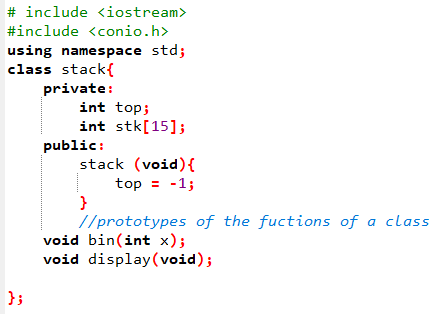 # include <iostream>
#include <conio.h>
using namespace std;
class stack{
private:
int top;
int stk[15];
public:
stack (void){
top = -1;
}
//prototypes of the fuctions of a class
void bin(int x);
void display(void);
};